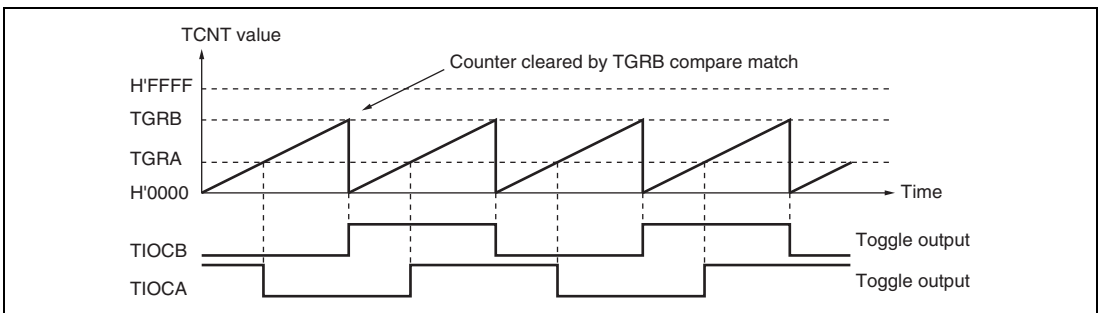 TCNT value
Counter cleared by TGRB compare match
H'FFFF
TGRB
TGRA
H'0000
Time
TIOCB
Toggle output
TIOCA
Toggle output